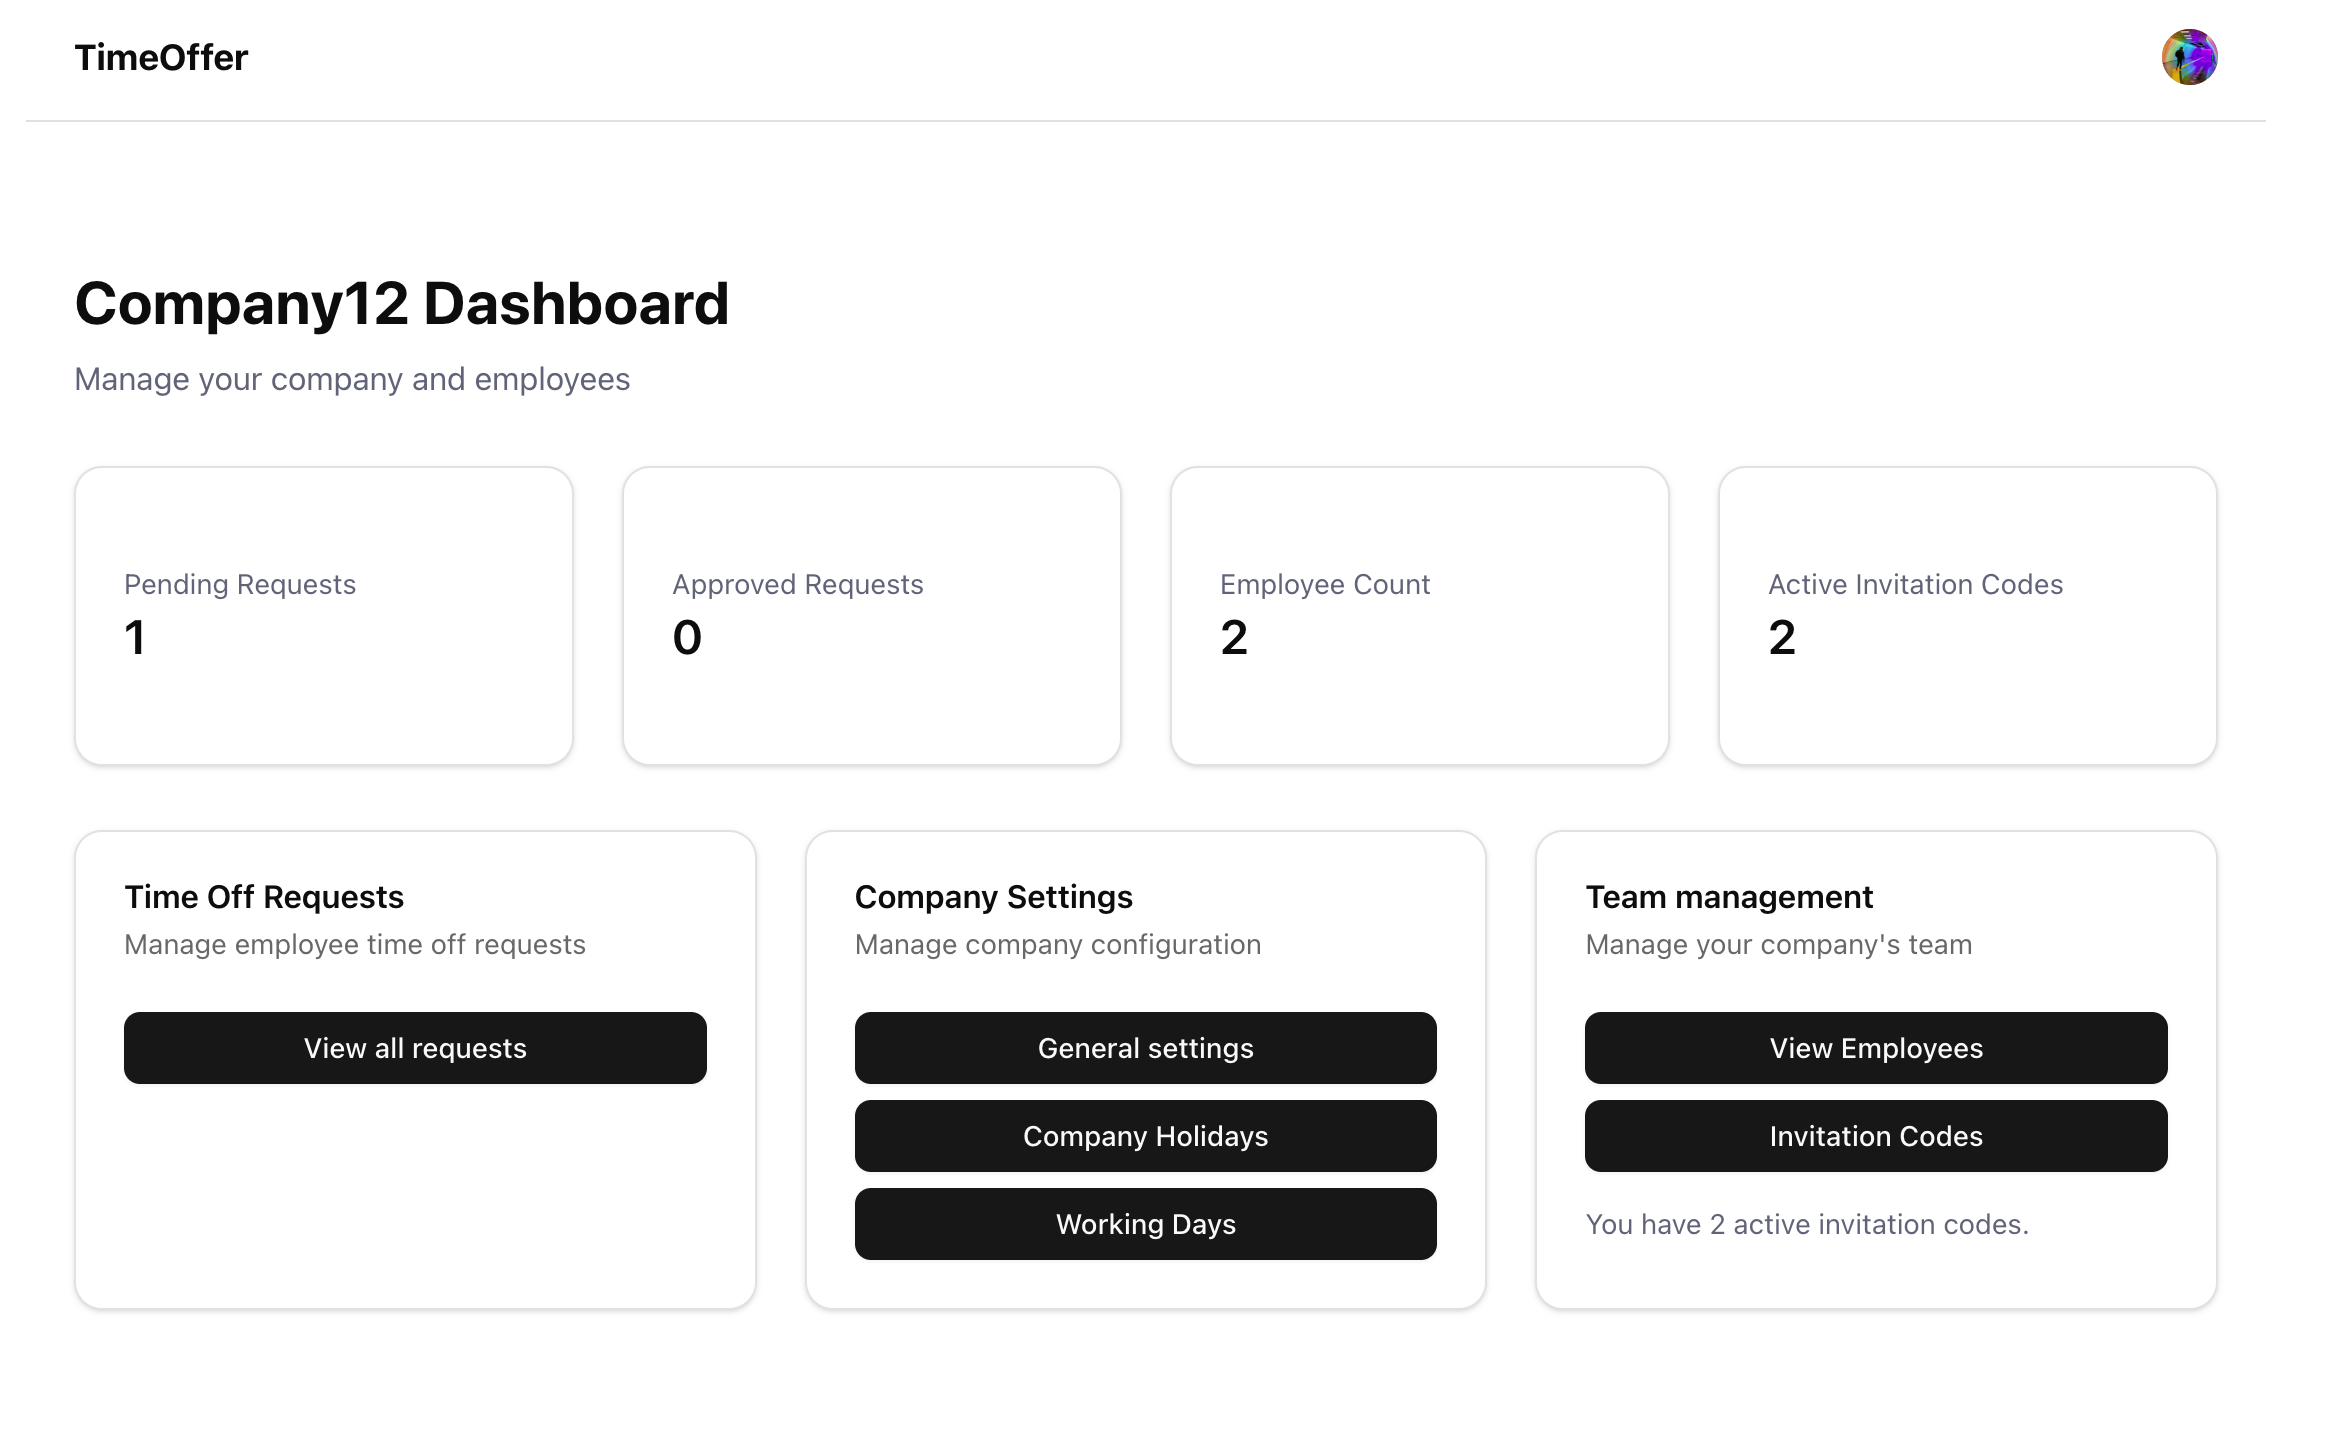 TimeOffer
Company12 Dashboard
Manage your company and employees
Pending Requests
1
Approved Requests
0
Employee Count
2
Active Invitation Codes
2
Time Off Requests
Manage employee time off requests
View all requests
Company Settings
Manage company configuration
General settings
Company Holidays
Working Days
Team management
Manage your company's team
View Employees
Invitation Codes
You have 2 active invitation codes.